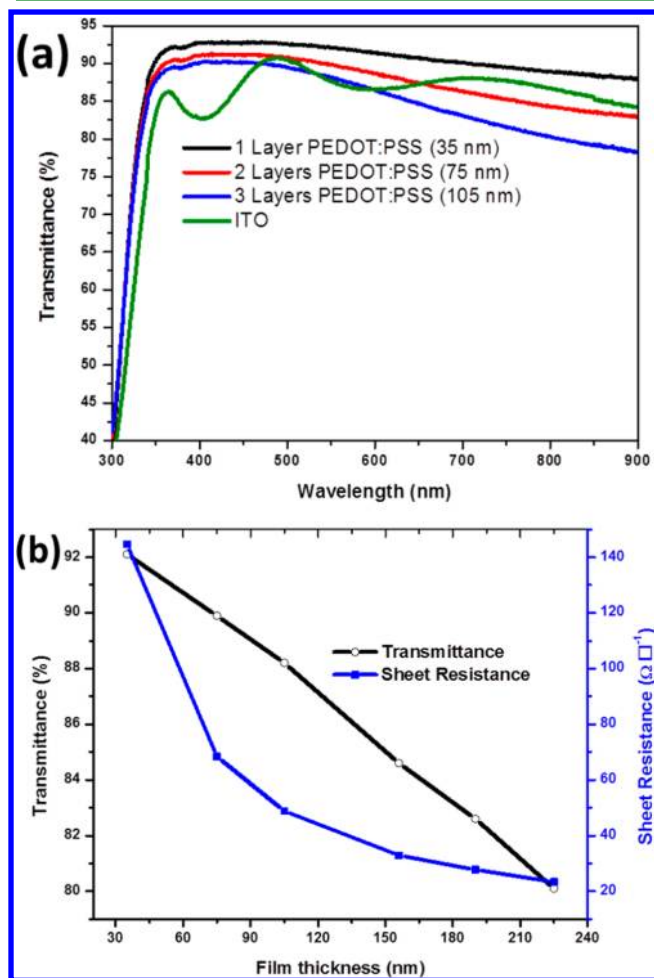 (a)
95
90
85
80
75
70
65
60
55
50
45
40
Transmittance (%)
1 Layer PEDOT:PSS (35 nm)
2 Layers PEDOT:PSS (75 nm)
3 Layers PEDOT:PSS (105 nm)
ITO
300 400 500 600 700 800 900
Wavelength (nm)
(b)
92
90
88
86
84
82
80
Transmittance (%)
Transmittance
Sheet Resistance
140
120
100
80
60
40
20
Sheet Resistance (Ω □⁻¹)
30 60 90 120 150 180 210 240
Film thickness (nm)